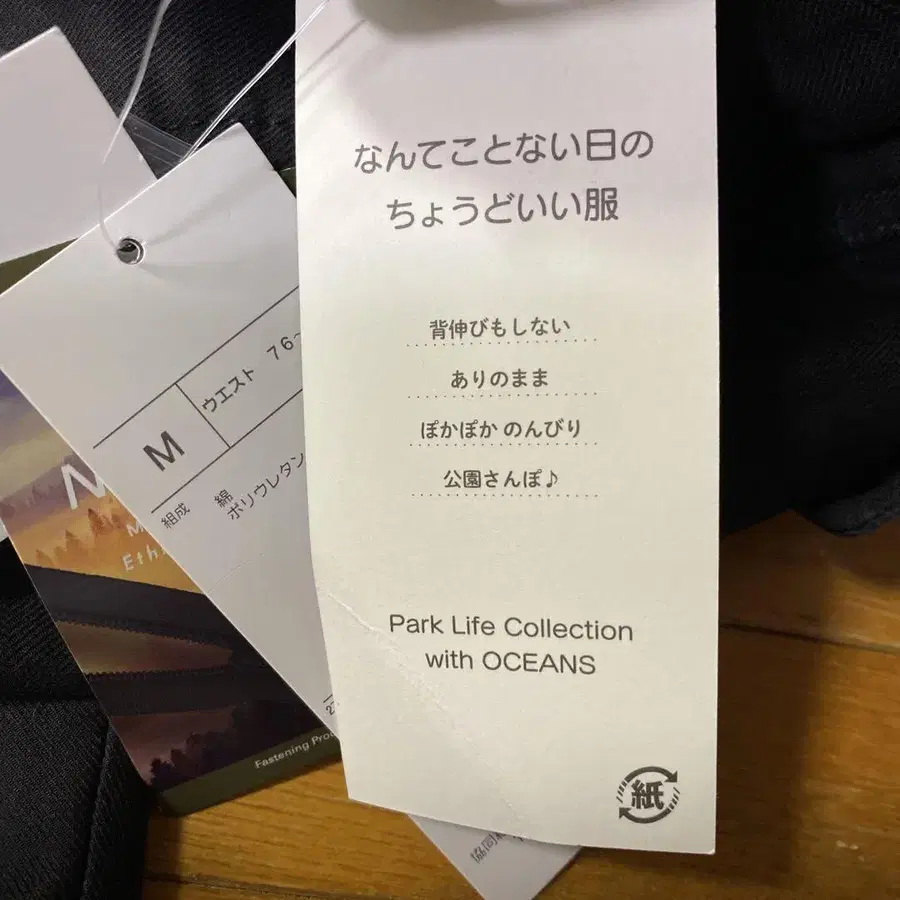 なんてことない日の
ちょうどいい服
背伸びもしない
ありのまま
ぽかぽか のんびり
公園さんぽ♪
Park Life Collection
with OCEANS
紙
M
ウエスト 76~
組成 綿
ポリウレタン
Fastening
協同